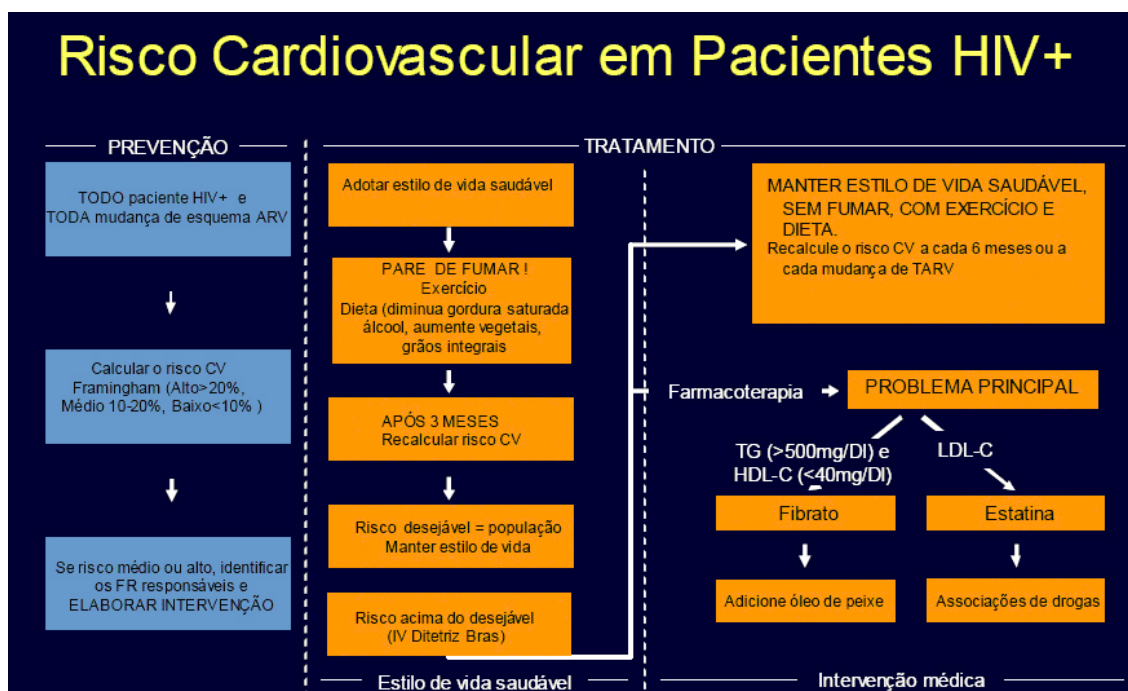 Risco Cardiovascular em Pacientes HIV+
PREVENÇÃO
TODO paciente HIV+ e
TODA mudança de esquema ARV
Calcular o risco CV
Framingham (Alto>20%,
Médio 10-20%, Baixo<10% )
Se risco médio ou alto, identificar
os FR responsáveis e
ELABORAR INTERVENÇÃO
TRATAMENTO
Adotar estilo de vida saudável
PARE DE FUMAR !
Exercício
Dieta (diminua gordura saturada
álcool, aumente vegetais,
grãos integrais
APÓS 3 MESES
Recalcular risco CV
Risco desejável = população
Manter estilo de vida
Risco acima do desejável
(IV Ditetriz Bras)
Estilo de vida saudável
MANTER ESTILO DE VIDA SAUDÁVEL,
SEM FUMAR, COM EXERCÍCIO E
DIETA.
Recalcule o risco CV a cada 6 meses ou a
cada mudança de TARV
Farmacoterapia
PROBLEMA PRINCIPAL
TG (>500mg/Dl) e
HDL-C (<40mg/Dl)
LDL-C
Fibrato
Estatina
Adicione óleo de peixe
Associações de drogas
Intervenção médica